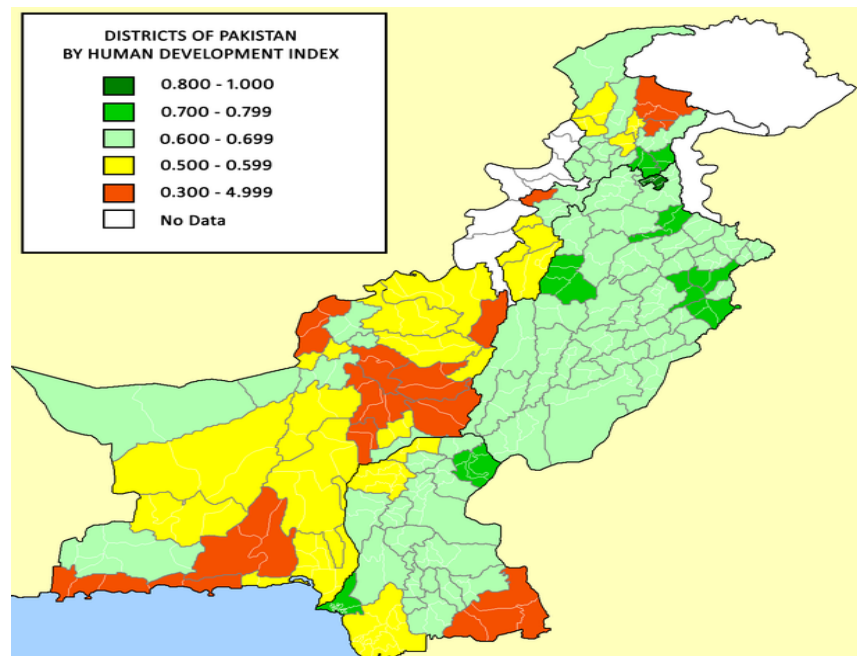 DISTRICTS OF PAKISTAN
BY HUMAN DEVELOPMENT INDEX
0.800 - 1.000
0.700 - 0.799
0.600 - 0.699
0.500 - 0.599
0.300 - 4.999
No Data